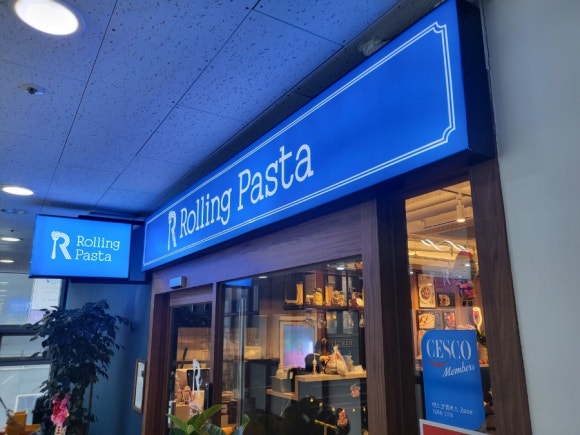 Rolling Pasta
Rolling
Pasta
CESCO
Members